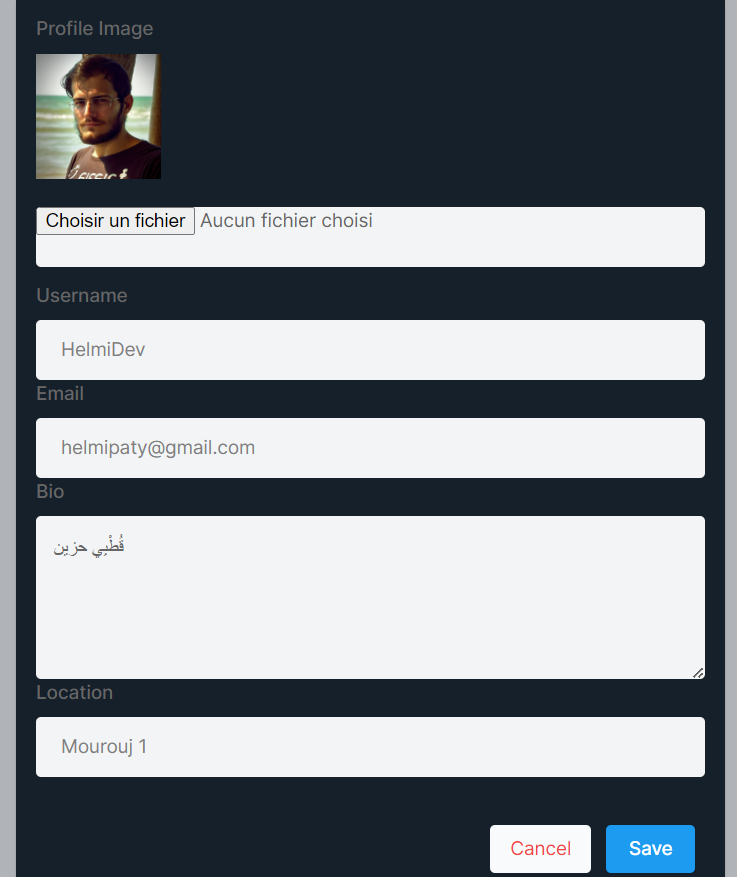 Profile Image
Choisir un fichier Aucun fichier choisi
Username
HelmiDev
Email
helmipaty@gmail.com
Bio
قُطْبِي حزين
Location
Mourouj 1
Cancel Save